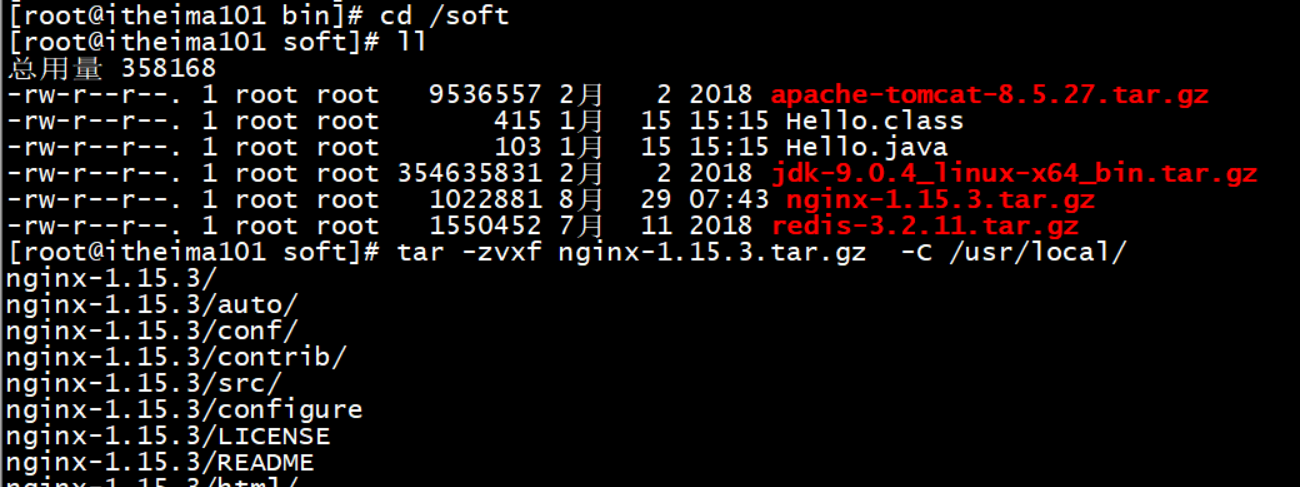 [root@itheima101 bin]# cd /soft
[root@itheima101 soft]# ll
总用量 358168
-rw-r--r--. 1 root root   9536557 2月   2 2018 apache-tomcat-8.5.27.tar.gz
-rw-r--r--. 1 root root       415 1月  15 15:15 Hello.class
-rw-r--r--. 1 root root       103 1月  15 15:15 Hello.java
-rw-r--r--. 1 root root 354635831 2月   2 2018 jdk-9.0.4_linux-x64_bin.tar.gz
-rw-r--r--. 1 root root   1022881 8月  29 07:43 nginx-1.15.3.tar.gz
-rw-r--r--. 1 root root   1550452 7月  11 2018 redis-3.2.11.tar.gz
[root@itheima101 soft]# tar -zvxf nginx-1.15.3.tar.gz  -C /usr/local/
nginx-1.15.3/
nginx-1.15.3/auto/
nginx-1.15.3/conf/
nginx-1.15.3/contrib/
nginx-1.15.3/src/
nginx-1.15.3/configure
nginx-1.15.3/LICENSE
nginx-1.15.3/README
nginx-1.15.3/html/